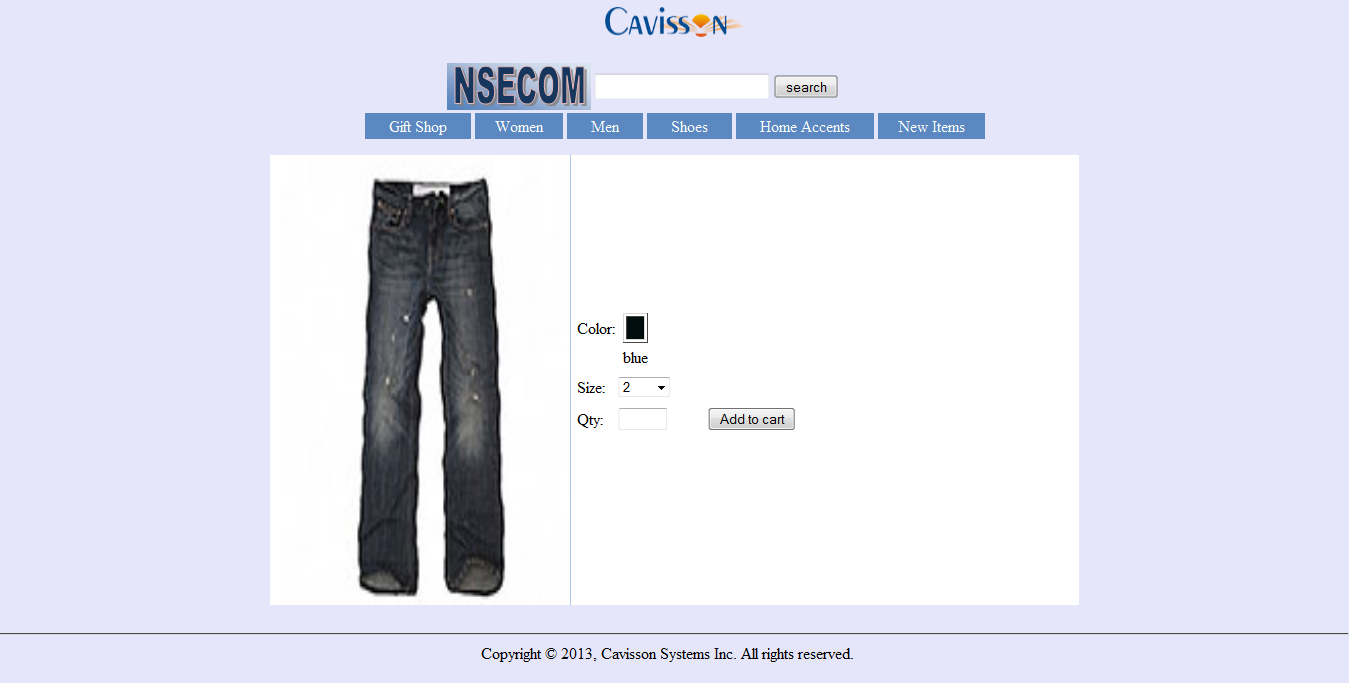 CAVISSON
NSECOM search
Gift Shop Women Men Shoes Home Accents New Items
Color:
blue
Size: 2
Qty: Add to cart
Copyright © 2013, Cavisson Systems Inc. All rights reserved.